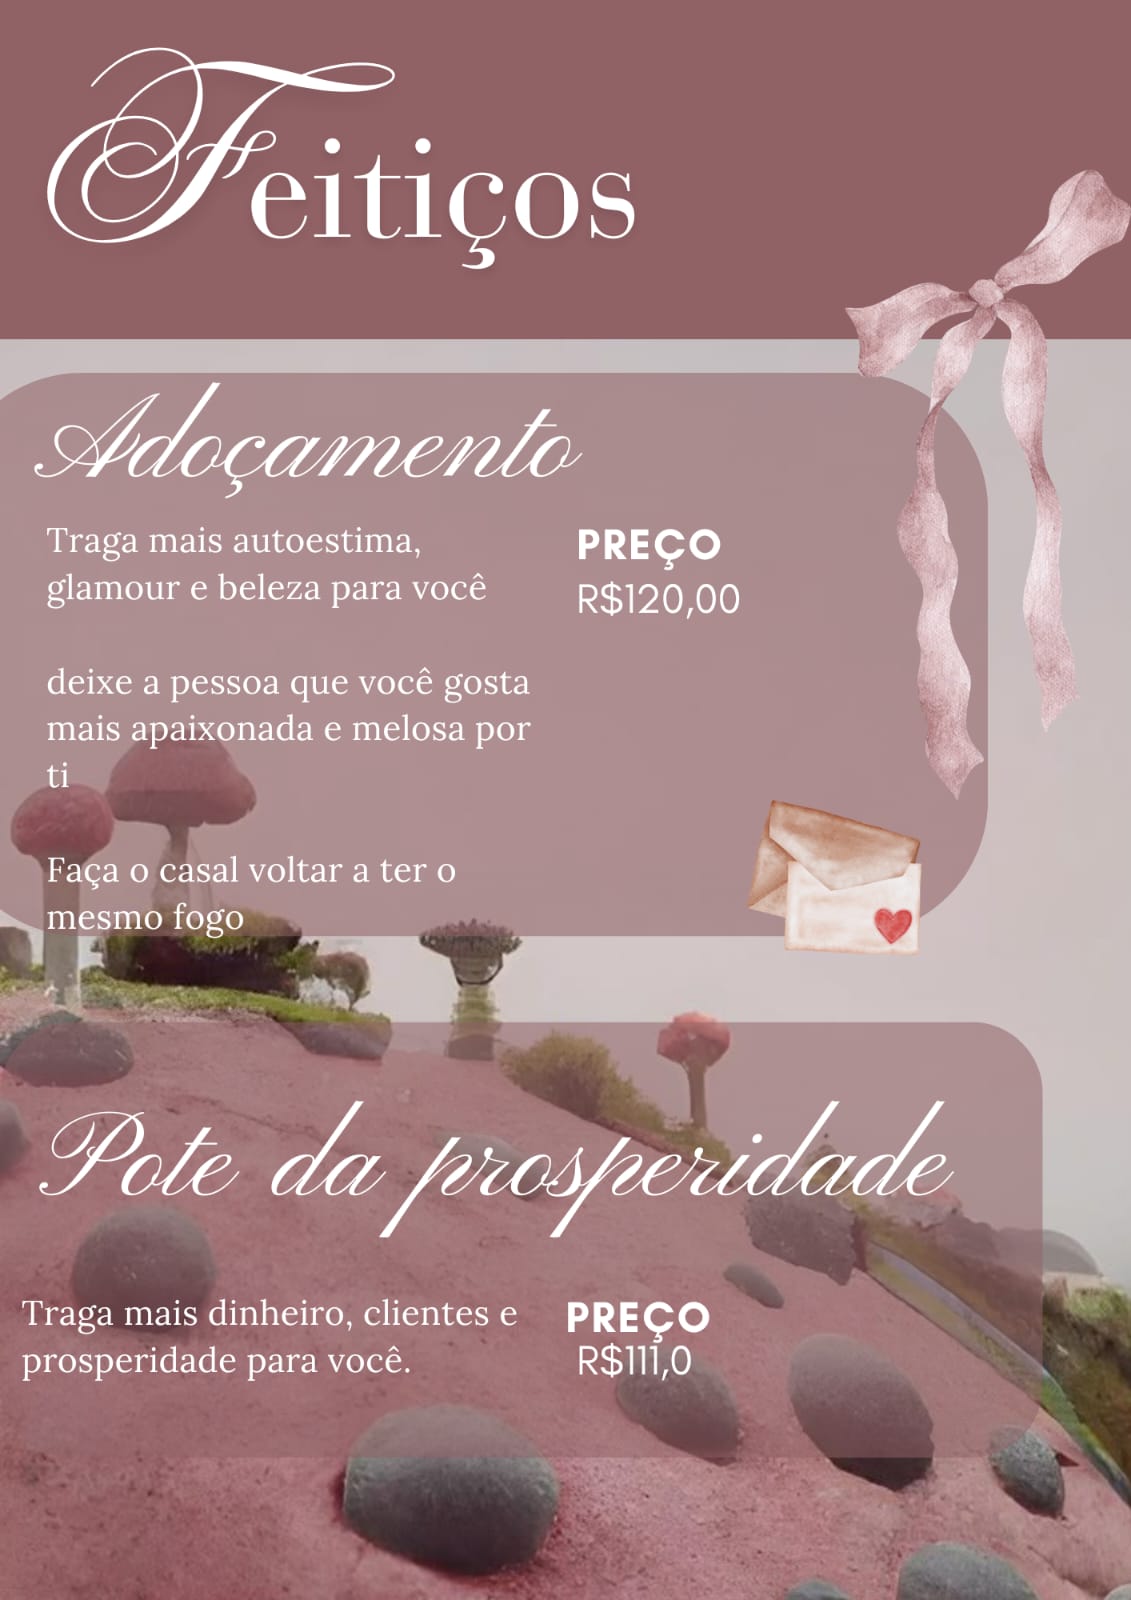 Feitiços
Adoçamento
Traga mais autoestima,
glamour e beleza para você
PREÇO
R$120,00
deixe a pessoa que você gosta
mais apaixonada e melosa por
ti
Faça o casal voltar a ter o
mesmo fogo
Pote da prosperidade
Traga mais dinheiro, clientes e
prosperidade para você.
PREÇO
R$111,0